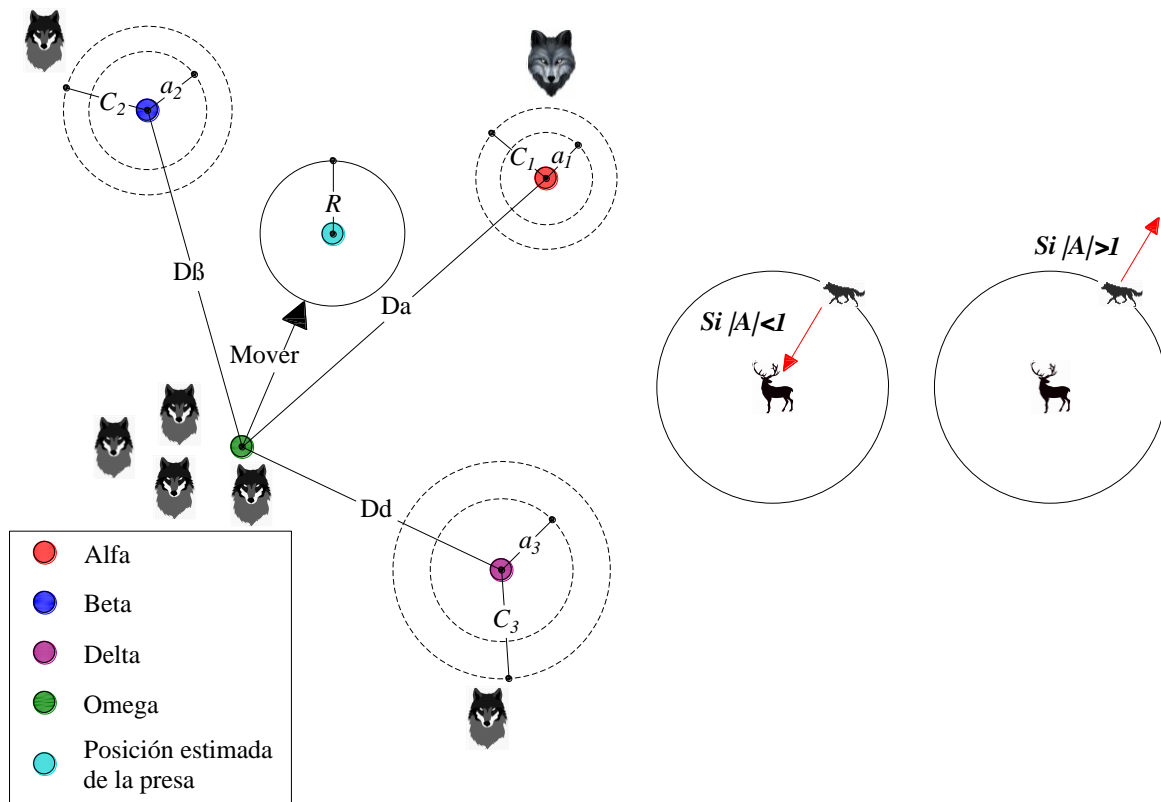 C₂
a₂
C₁
a₁
R
Dß
Da
Mover
Dd
a₃
C₃
Si |A|<1
Si |A|>1
Alfa
Beta
Delta
Omega
Posición estimada
de la presa